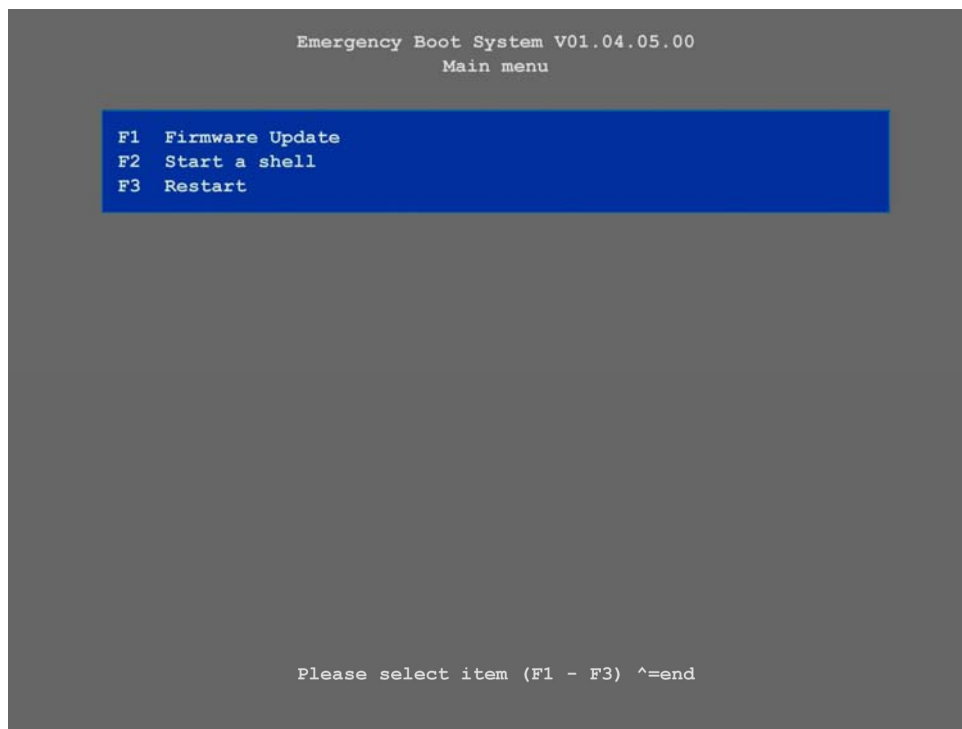 Emergency Boot System V01.04.05.00
Main menu
F1 Firmware Update
F2 Start a shell
F3 Restart
Please select item (F1 - F3) ^=end